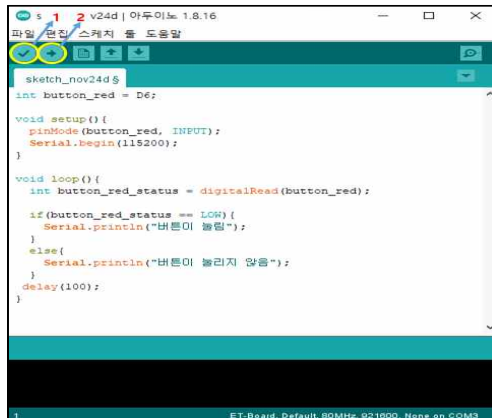 s 1 2 v24d | 아두이노 1.8.16
파일 편집 스케치 툴 도움말
sketch_nov24d §
int button_red = D6;
void setup(){
pinMode(button_red, INPUT);
Serial.begin(115200);
}
void loop(){
int button_red_status = digitalRead(button_red);
if(button_red_status == LOW){
Serial.println("버튼이 눌림");
}
else{
Serial.println("버튼이 눌리지 않음");
}
delay(100);
}
1 ET-Board, Default, 80MHz, 921600, None on COM3